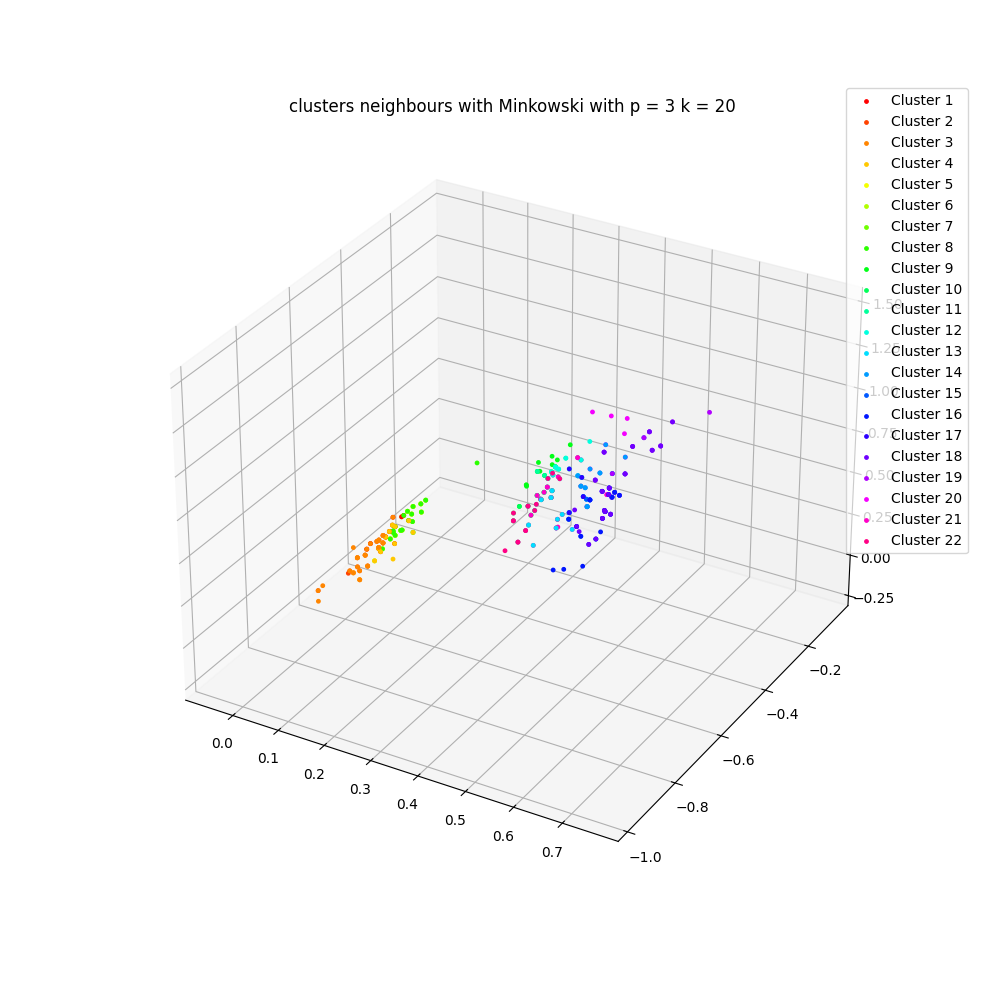 clusters neighbours with Minkowski with p = 3 k = 20
Cluster 1
Cluster 2
Cluster 3
Cluster 4
Cluster 5
Cluster 6
Cluster 7
Cluster 8
Cluster 9
Cluster 10
Cluster 11
Cluster 12
Cluster 13
Cluster 14
Cluster 15
Cluster 16
Cluster 17
Cluster 18
Cluster 19
Cluster 20
Cluster 21
Cluster 22
1.50
1.25
1.00
0.75
0.50
0.25
0.00
−0.25
−0.2
−0.4
−0.6
−0.8
−1.0
0.0
0.1
0.2
0.3
0.4
0.5
0.6
0.7